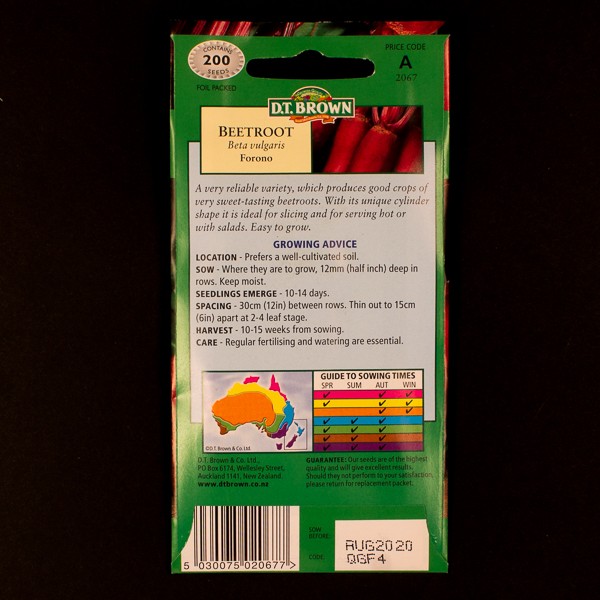 CONTAINS
200
SEEDS
FOIL PACKED
PRICE CODE
A
2067
D.T. BROWN
BEETROOT
Beta vulgaris
Forono
A very reliable variety, which produces good crops of
very sweet-tasting beetroots. With its unique cylinder
shape it is ideal for slicing and for serving hot or
with salads. Easy to grow.
GROWING ADVICE
LOCATION - Prefers a well-cultivated soil.
SOW - Where they are to grow, 12mm (half inch) deep in
rows. Keep moist.
SEEDLINGS EMERGE - 10-14 days.
SPACING - 30cm (12in) between rows. Thin out to 15cm
(6in) apart at 2-4 leaf stage.
HARVEST - 10-15 weeks from sowing.
CARE - Regular fertilising and watering are essential.
GUIDE TO SOWING TIMES
SPR SUM AUT WIN
©D.T. Brown & Co. Ltd
D.T. Brown & Co. Ltd.,
PO Box 6174, Wellesley Street,
Auckland 1141, New Zealand.
www.dtbrown.co.nz
GUARANTEE: Our seeds are of the highest
quality and will give excellent results.
Should they not perform to your satisfaction,
please return for replacement packet.
SOW
BEFORE:
AUG2020
CODE:
QGF4
5 030075 020677 >